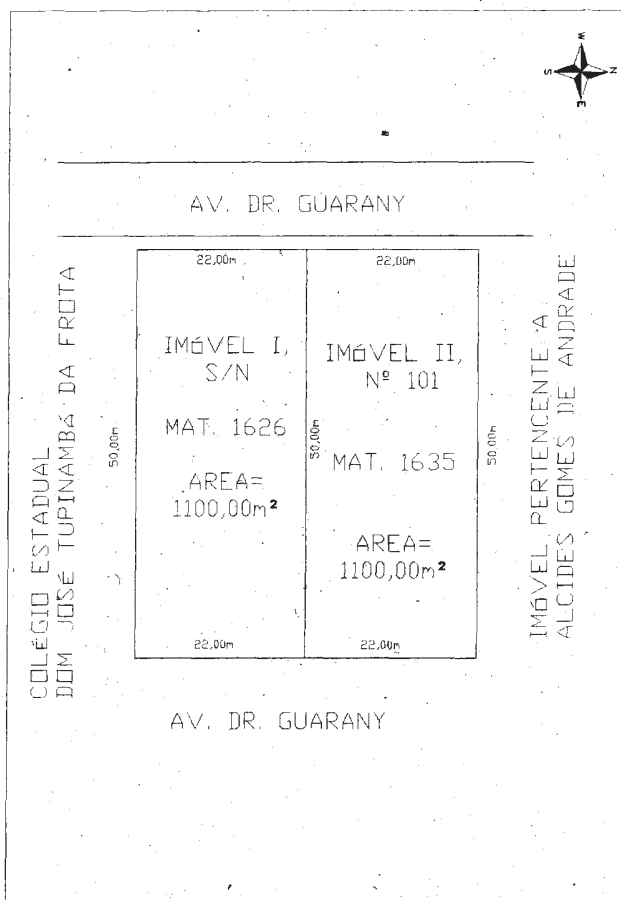 W
S N
E
AV. DR. GUARANY
22,00m
22,00m
COLÉGIO ESTADUAL
DOM JOSÉ TUPINAMBÁ DA FROTA
50,00m
IMÓVEL I,
S/N
MAT. 1626
AREA=
1100,00m²
22,00m
50,00m
IMÓVEL II,
Nº 101
MAT. 1635
AREA=
1100,00m²
22,00m
50,00m
IMÓVEL PERTENCENTE A
ALCIDES GOMES DE ANDRADE
AV. DR. GUARANY